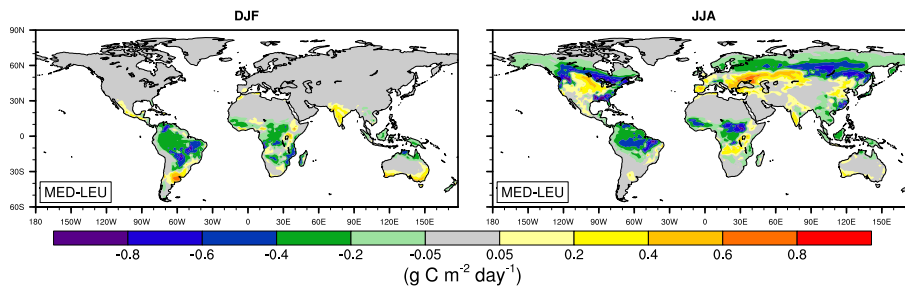 DJF JJA
90N
60N
30N
0
30S
60S
MED-LEU MED-LEU
180 150W 120W 90W 60W 30W 0 30E 60E 90E 120E 150E 180 150W 120W 90W 60W 30W 0 30E 60E 90E 120E 150E
-0.8 -0.6 -0.4 -0.2 -0.05 0.05 0.2 0.4 0.6 0.8
(g C m⁻² day⁻¹)